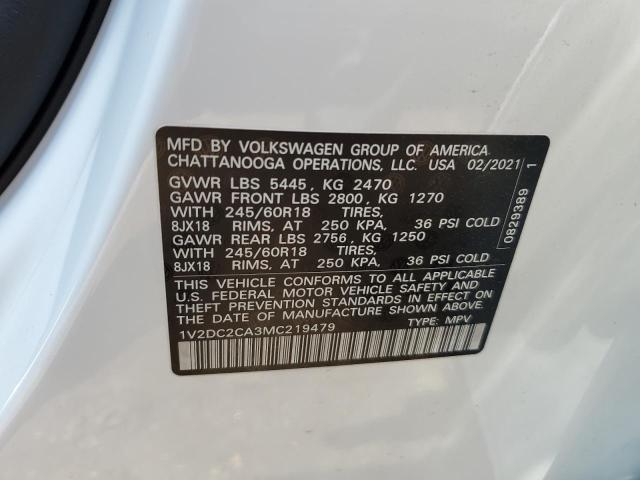 MFD BY VOLKSWAGEN GROUP OF AMERICA
CHATTANOOGA OPERATIONS, LLC. USA 02/2021
GVWR LBS 5445, KG 2470
GAWR FRONT LBS 2800, KG 1270
WITH 245/60R18 TIRES,
8JX18 RIMS, AT 250 KPA, 36 PSI COLD
GAWR REAR LBS 2756, KG 1250
WITH 245/60R18 TIRES,
8JX18 RIMS, AT 250 KPA, 36 PSI COLD
THIS VEHICLE CONFORMS TO ALL APPLICABLE
U.S. FEDERAL MOTOR VEHICLE SAFETY AND
THEFT PREVENTION STANDARDS IN EFFECT ON
THE DATE OF MANUFACTURE SHOWN ABOVE.
1V2DC2CA3MC219479 TYPE: MPV
0829389 1